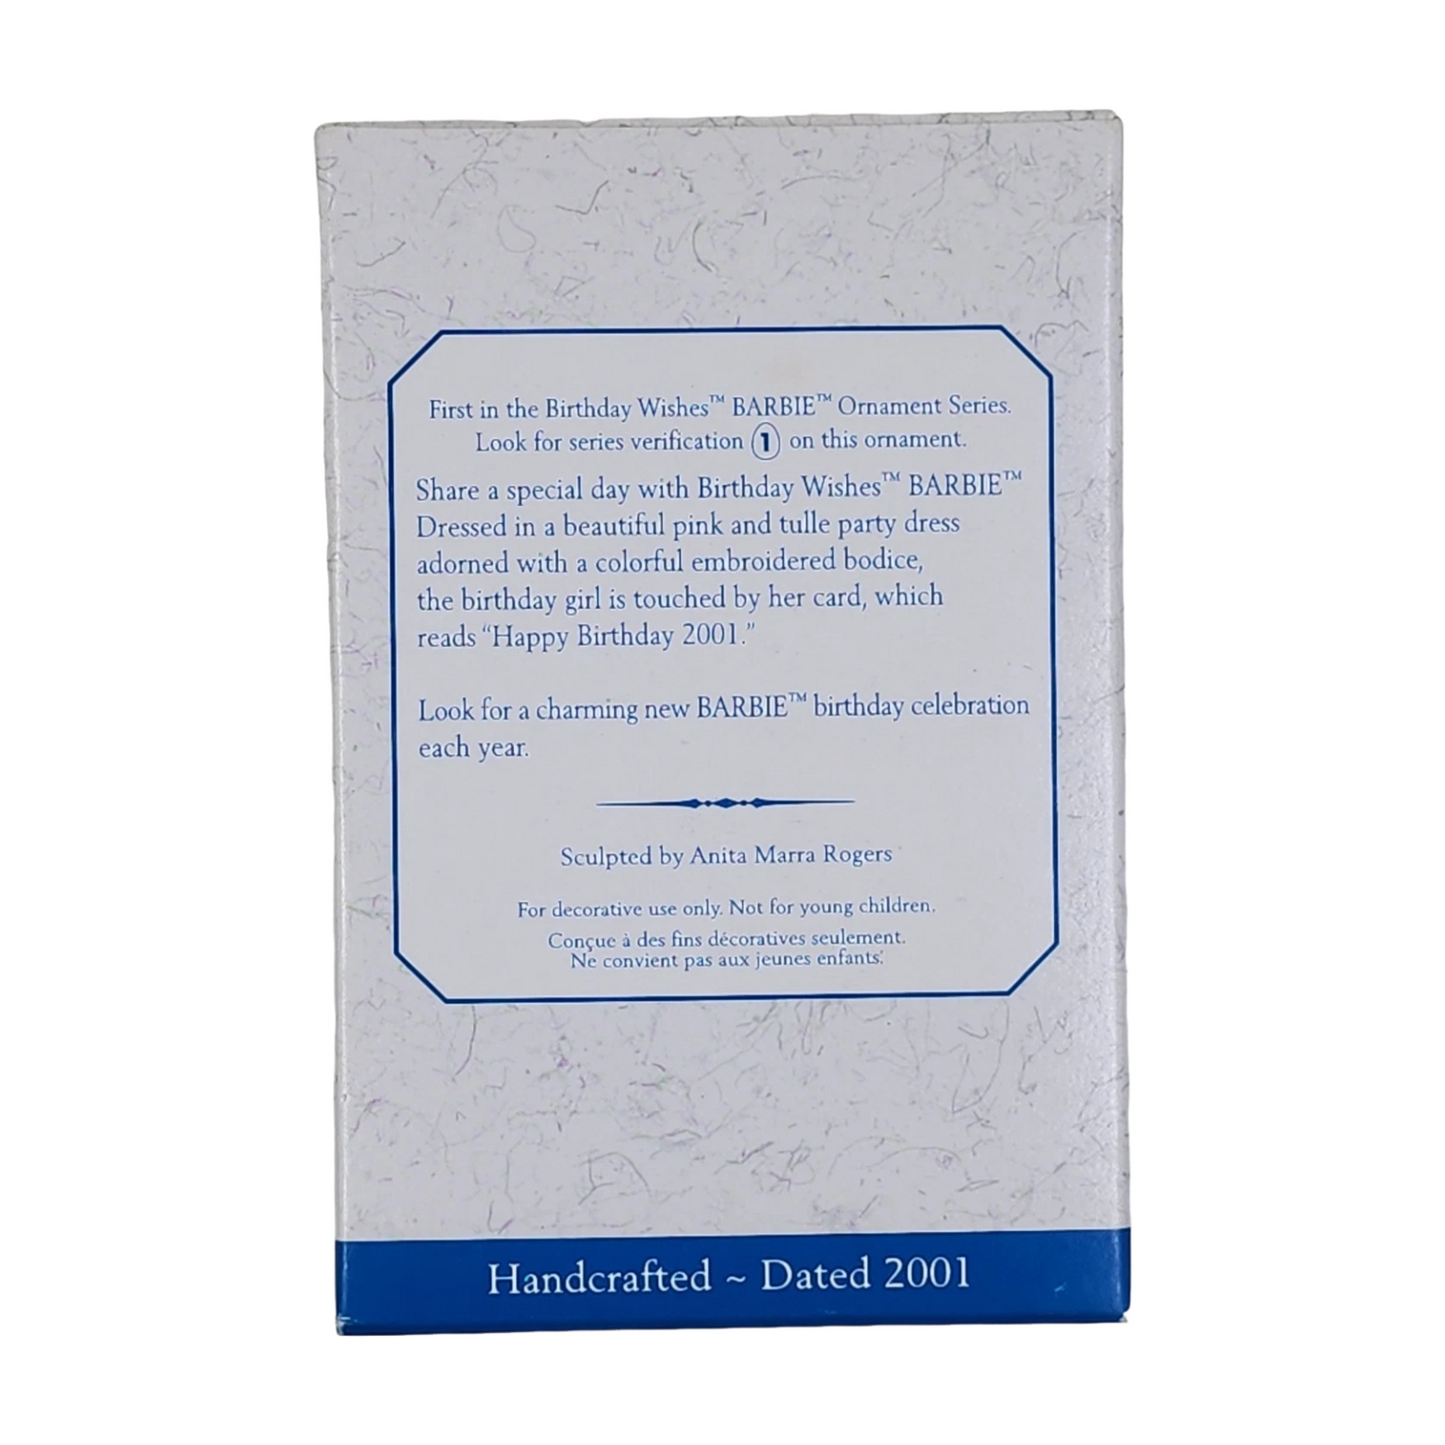 First in the Birthday Wishes™ BARBIE™ Ornament Series.
Look for series verification 1 on this ornament.
Share a special day with Birthday Wishes™ BARBIE™
Dressed in a beautiful pink and tulle party dress
adorned with a colorful embroidered bodice,
the birthday girl is touched by her card, which
reads “Happy Birthday 2001.”
Look for a charming new BARBIE™ birthday celebration
each year.
Sculpted by Anita Marra Rogers
For decorative use only. Not for young children.
Conçue à des fins décoratives seulement.
Ne convient pas aux jeunes enfants.
Handcrafted ~ Dated 2001